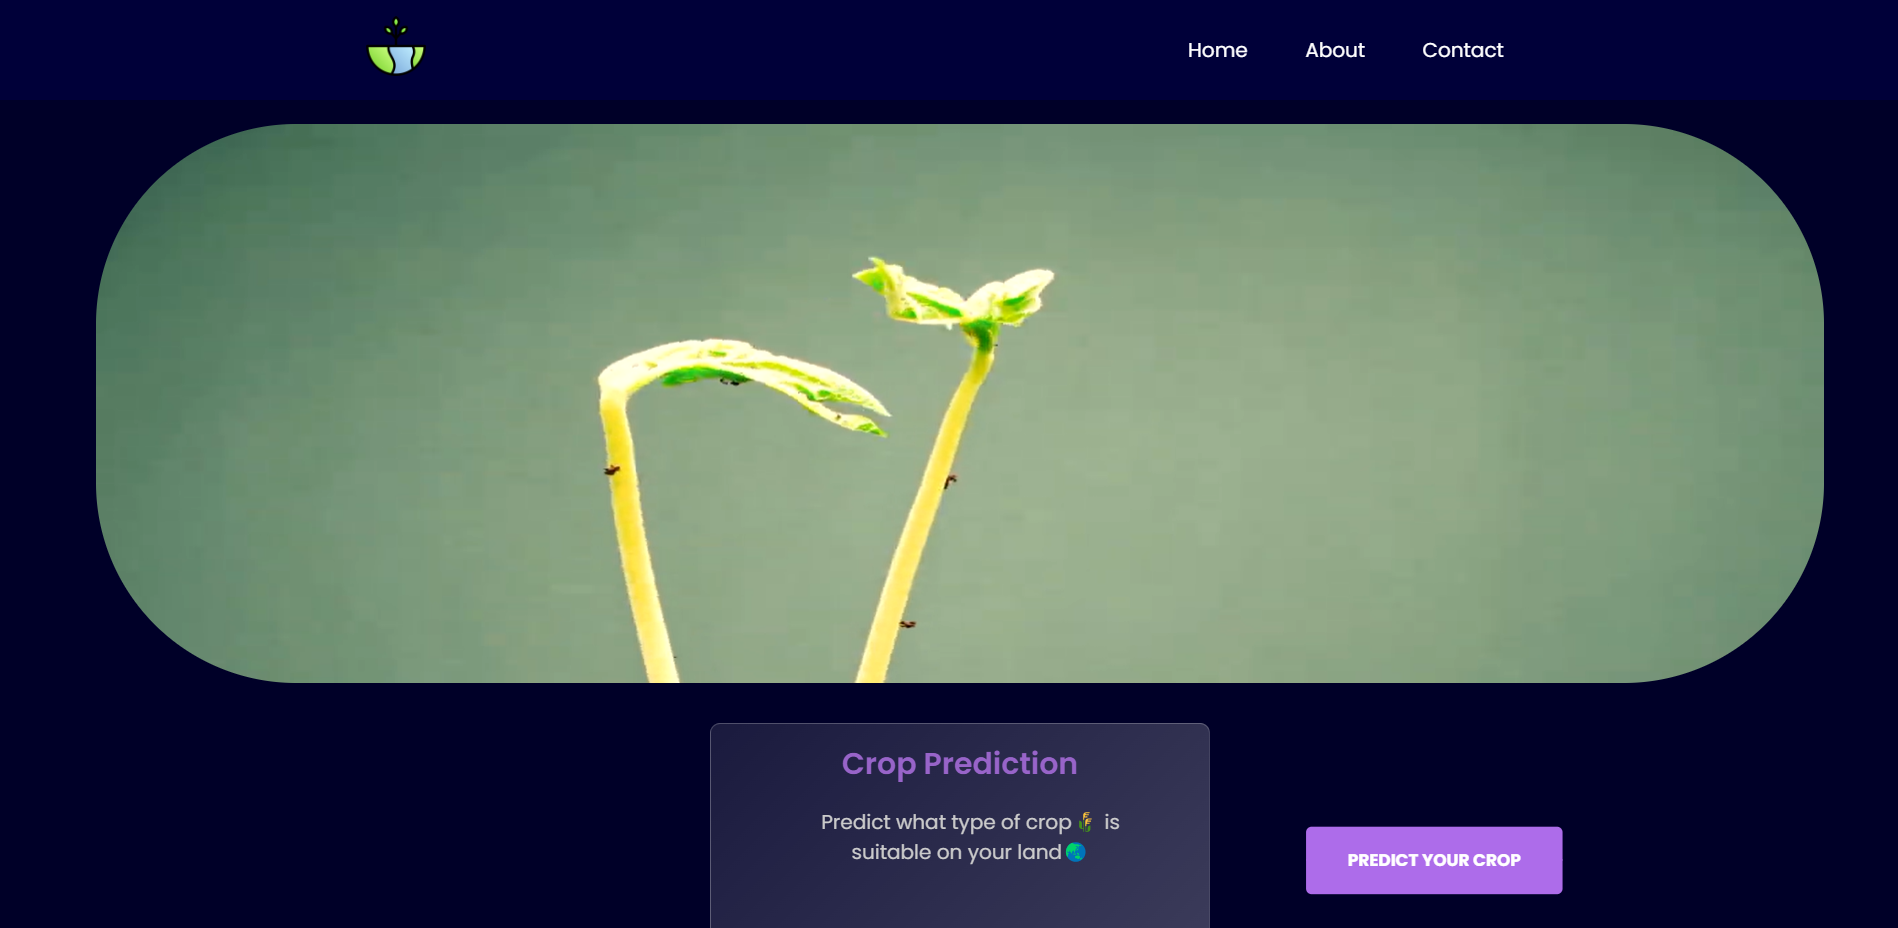 Home About Contact
Crop Prediction
Predict what type of crop🌾 is
suitable on your land🌏
PREDICT YOUR CROP